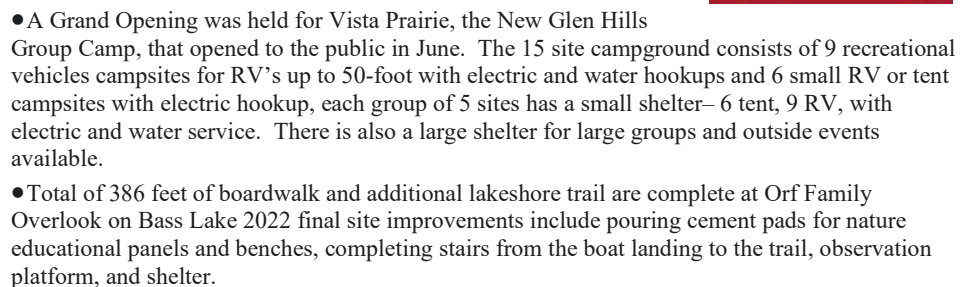 ●A Grand Opening was held for Vista Prairie, the New Glen Hills
Group Camp, that opened to the public in June.  The 15 site campground consists of 9 recreational
vehicles campsites for RV’s up to 50-foot with electric and water hookups and 6 small RV or tent
campsites with electric hookup, each group of 5 sites has a small shelter– 6 tent, 9 RV, with
electric and water service.  There is also a large shelter for large groups and outside events
available.
●Total of 386 feet of boardwalk and additional lakeshore trail are complete at Orf Family
Overlook on Bass Lake 2022 final site improvements include pouring cement pads for nature
educational panels and benches, completing stairs from the boat landing to the trail, observation
platform, and shelter.